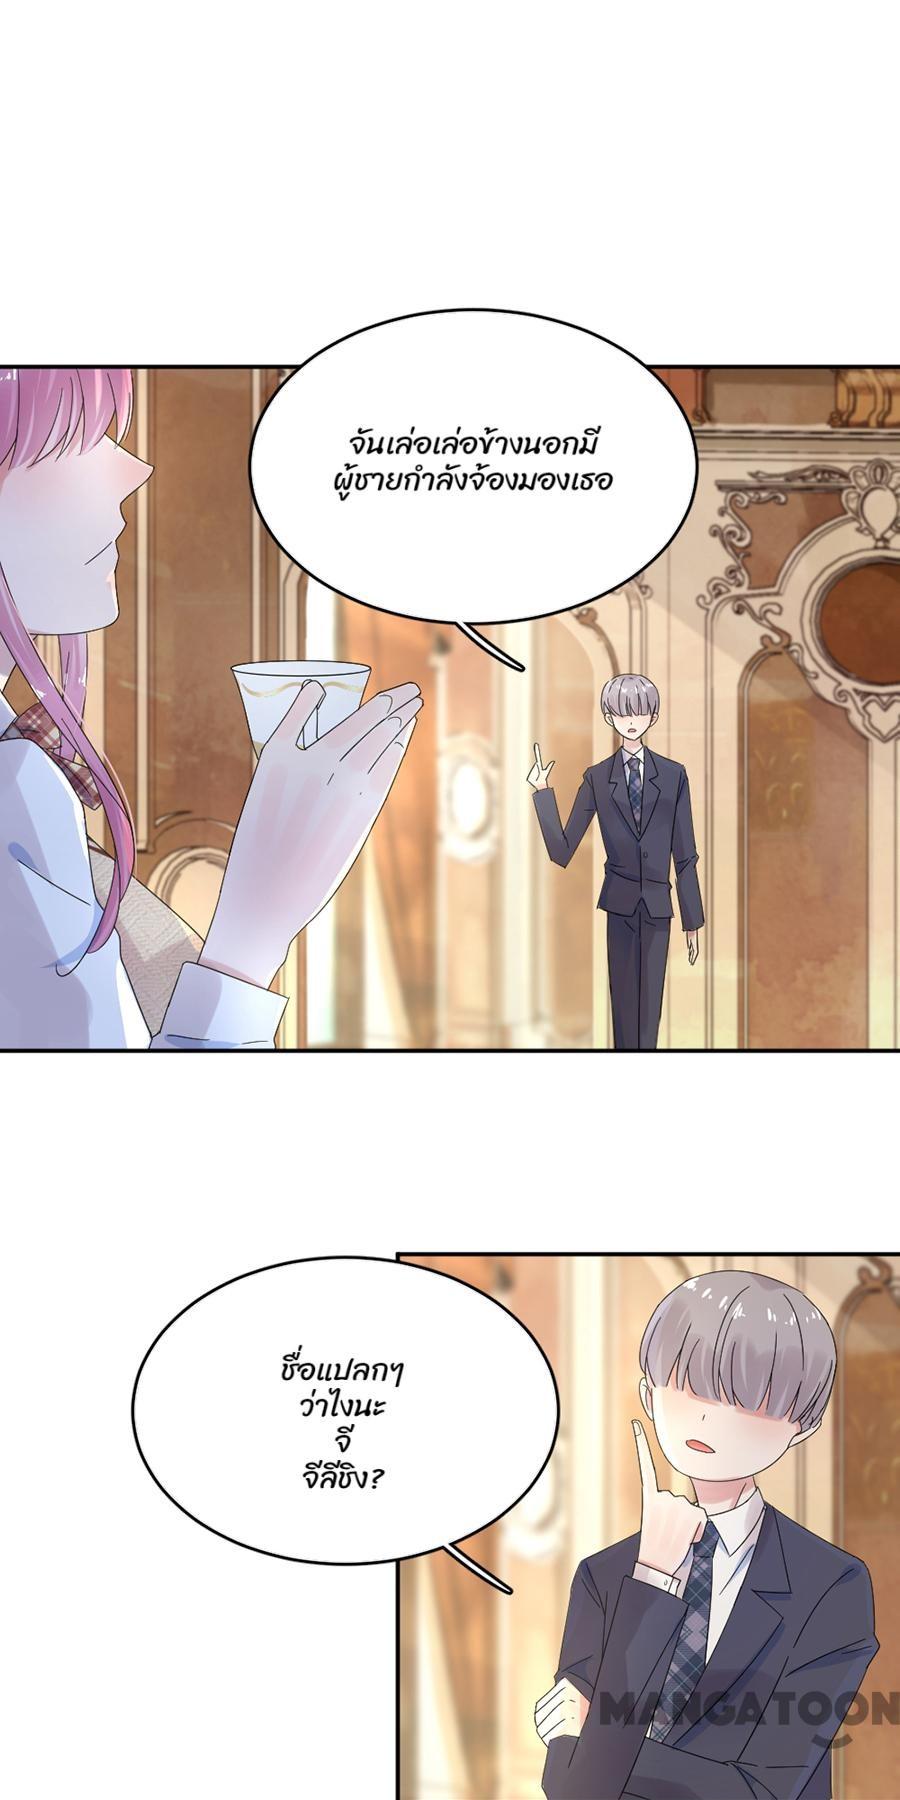 จันเล่อเล่อข้างนอกมี
ผู้ชายกำลังจ้องมองเธอ
ชื่อแปลกๆ
ว่าไงนะ
จี
จีลีชิง?
MANGATOON